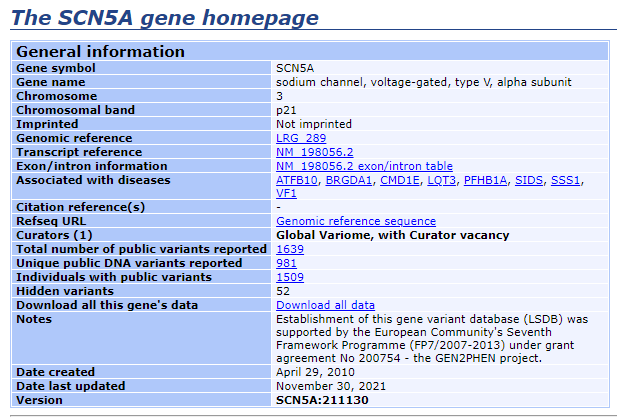 The SCN5A gene homepage
General information
Gene symbol SCN5A
Gene name sodium channel, voltage-gated, type V, alpha subunit
Chromosome 3
Chromosomal band p21
Imprinted Not imprinted
Genomic reference LRG_289
Transcript reference NM_198056.2
Exon/intron information NM_198056.2 exon/intron table
Associated with diseases ATFB10, BRGDA1, CMD1E, LQT3, PFHB1A, SIDS, SSS1,
VF1
Citation reference(s) -
Refseq URL Genomic reference sequence
Curators (1) Global Variome, with Curator vacancy
Total number of public variants reported 1639
Unique public DNA variants reported 981
Individuals with public variants 1509
Hidden variants 52
Download all this gene's data Download all data
Notes Establishment of this gene variant database (LSDB) was
supported by the European Community's Seventh
Framework Programme (FP7/2007-2013) under grant
agreement No 200754 - the GEN2PHEN project.
Date created April 29, 2010
Date last updated November 30, 2021
Version SCN5A:211130